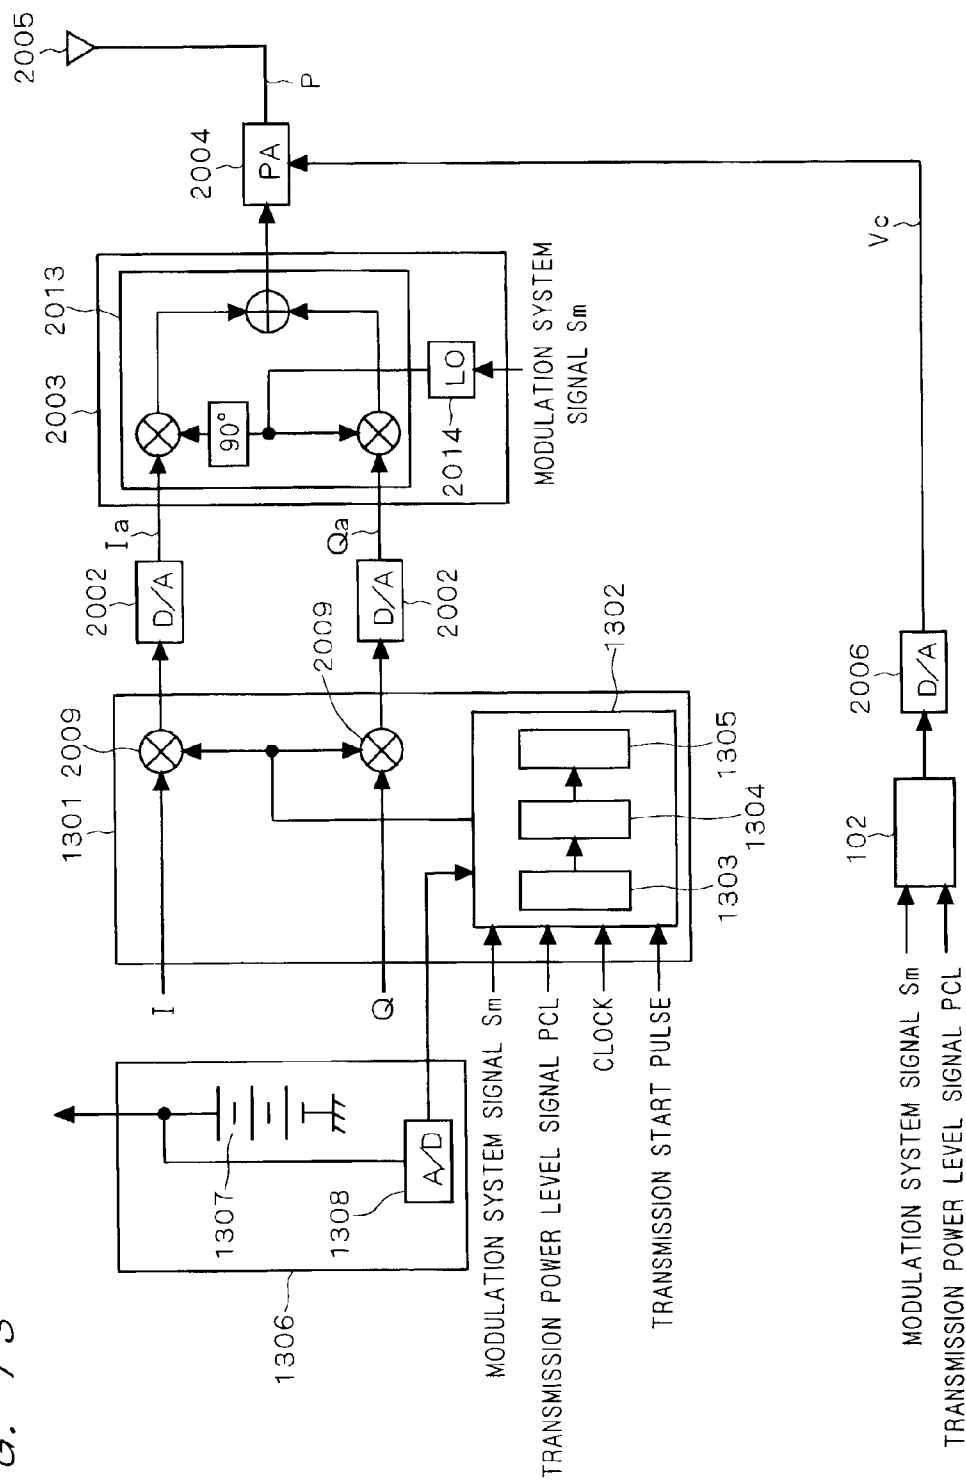 G. 13
1306
1307
1308
A/D
MODULATION SYSTEM SIGNAL Sm
TRANSMISSION POWER LEVEL SIGNAL PCL
CLOCK
TRANSMISSION START PULSE
I
Q
1301
2009
2009
1302
1303
1304
1305
2002
D/A
Ia
D/A
2002
Qa
2003
2013
90°
LO
2014
MODULATION SYSTEM
SIGNAL Sm
2004
PA
P
2005
MODULATION SYSTEM SIGNAL Sm
TRANSMISSION POWER LEVEL SIGNAL PCL
102
2006
D/A
Vc